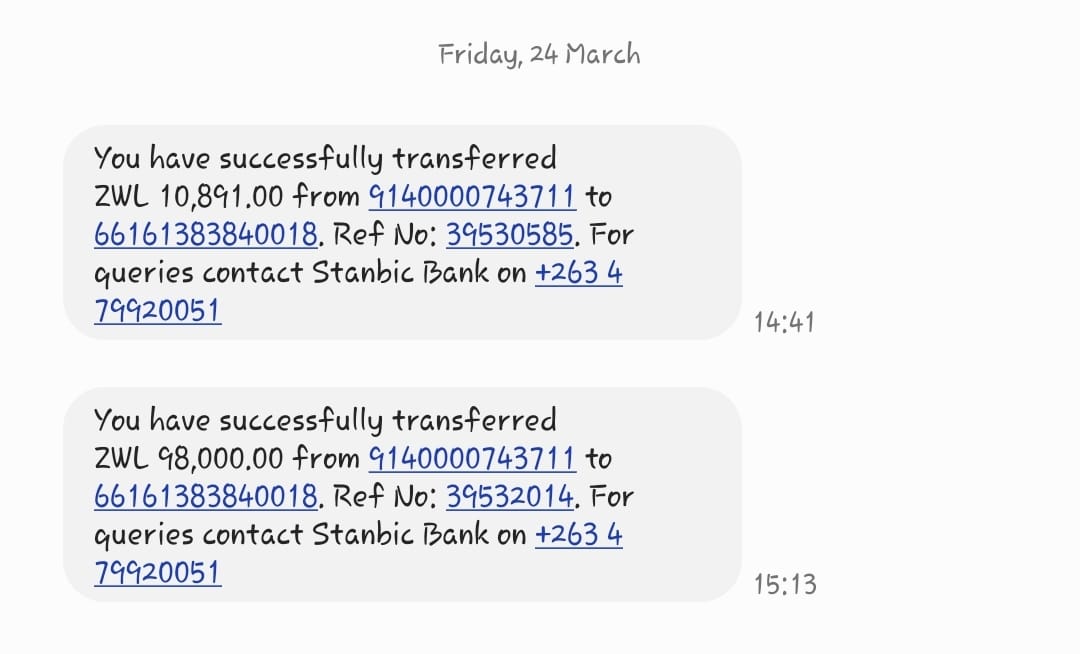 Friday, 24 March
You have successfully transferred
ZWL 10,891.00 from 9140000743711 to
66161383840018. Ref No: 39530585. For
queries contact Stanbic Bank on +263 4
79920051
14:41
You have successfully transferred
ZWL 98,000.00 from 9140000743711 to
66161383840018. Ref No: 39532014. For
queries contact Stanbic Bank on +263 4
79920051
15:13